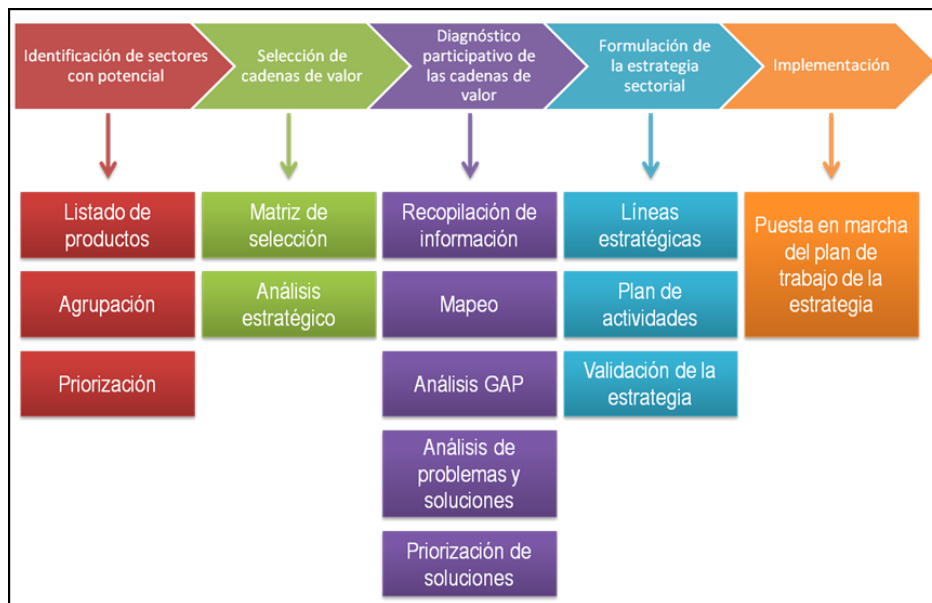 Identificación de sectores
con potencial
Selección de
cadenas de valor
Diagnóstico
participativo de
las cadenas de
valor
Formulación de
la estrategia
sectorial
Implementación
Listado de
productos
Agrupación
Priorización
Matriz de
selección
Análisis
estratégico
Recopilación de
información
Mapeo
Análisis GAP
Análisis de
problemas y
soluciones
Priorización de
soluciones
Líneas
estratégicas
Plan de
actividades
Validación de la
estrategia
Puesta en marcha
del plan de
trabajo de la
estrategia